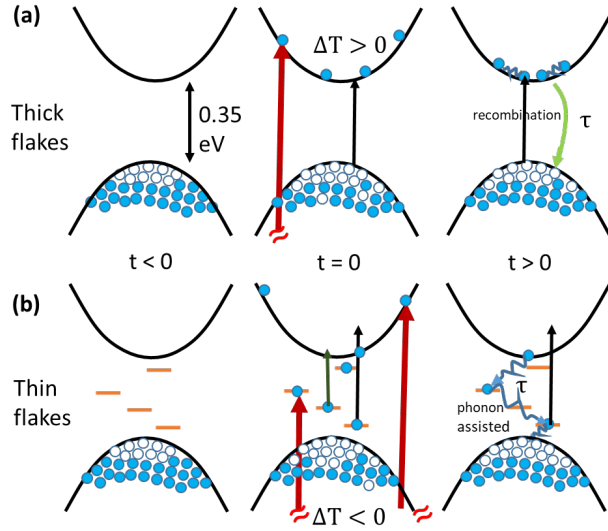 (a)
ΔT > 0
Thick
flakes
0.35
eV
recombination
τ
t < 0
t = 0
t > 0
(b)
Thin
flakes
τ
phonon
assisted
ΔT < 0